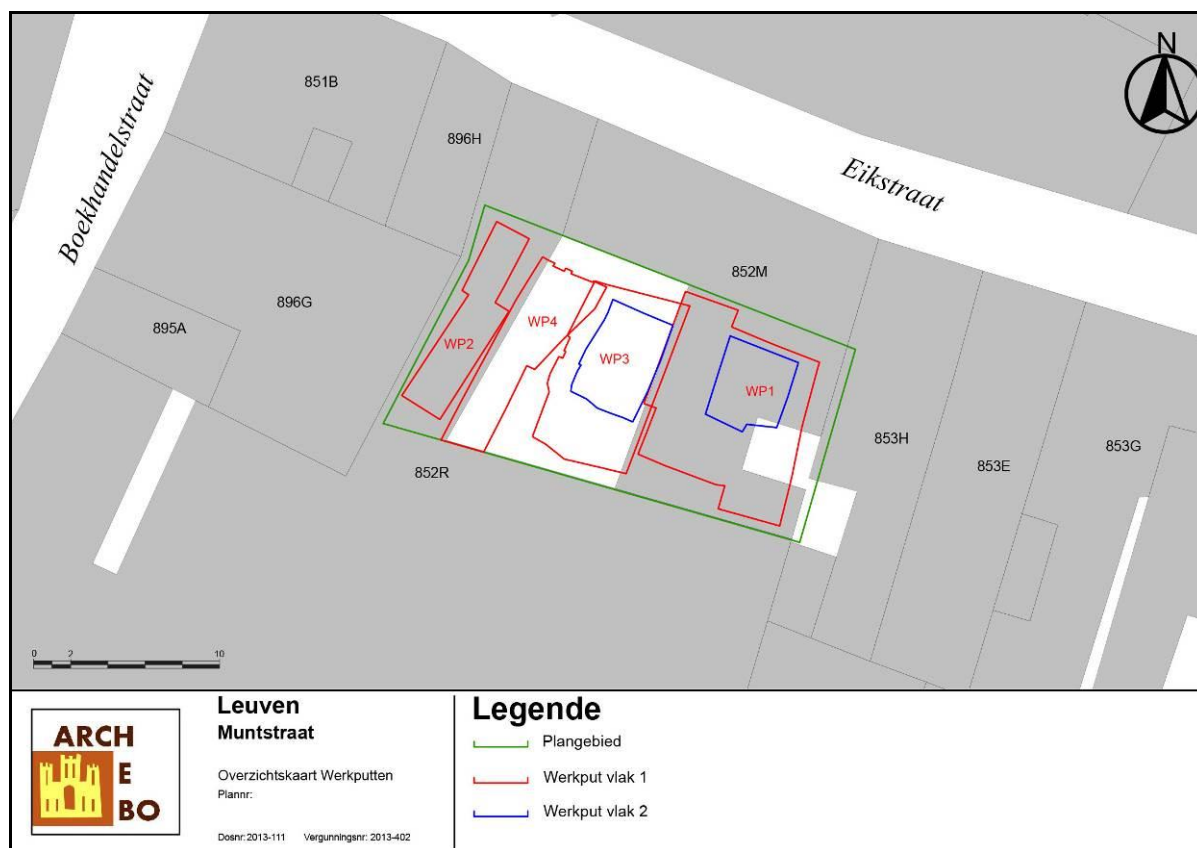 N
851B
Boekhandelstraat
896H
Eikstraat
852M
896G
895A
WP4
WP2
WP3
WP1
853H
853G
853E
852R
0 2 10
ARCH
E
BO
Leuven
Muntstraat
Overzichtskaart Werkputten
Plannr:
Dosnr: 2013-111 Vergunningsnr: 2013-402
Legende
Plangebied
Werkput vlak 1
Werkput vlak 2